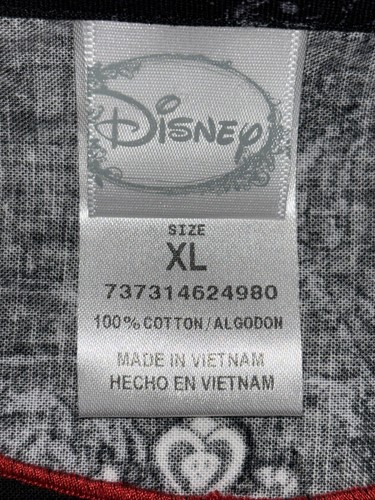 Disney
SIZE
XL
737314624980
100% COTTON/ALGODON
MADE IN VIETNAM
HECHO EN VIETNAM